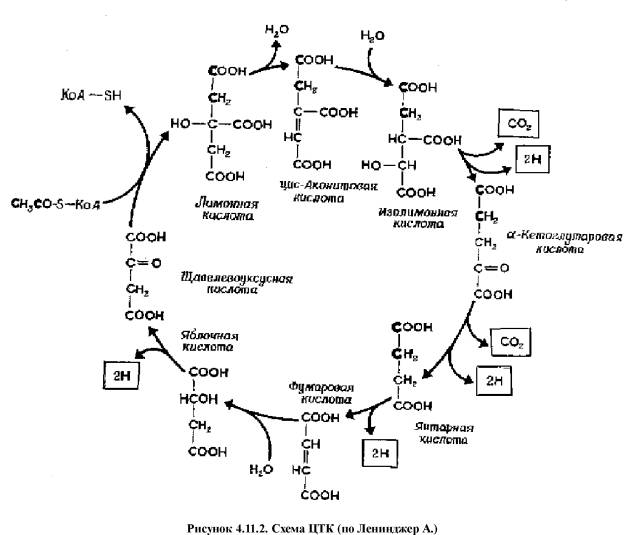 H₂O
H₂O
COOH
CH₂
HO—C—COOH
CH₂
COOH
Лимонная
кислота
COOH
CH₂
C—COOH
HC
COOH
цис-Аконитовая
кислота
COOH
CH₂
HC—COOH
HO—CH
COOH
Изолимонная
кислота
CO₂
2H
COOH
CH₂
CH₂
C=O
COOH
α-Кетоглутаровая
кислота
CO₂
2H
COOH
CH₂
CH₂
COOH
Янтарная
кислота
2H
Фумаровая
кислота
COOH
CH
HC
COOH
H₂O
Яблочная
кислота
COOH
CHOH
CH₂
COOH
2H
Щавелевоуксусная
кислота
COOH
C=O
CH₂
COOH
CH₃CO-S-КоА
КоА—SH
Рисунок 4.11.2. Схема ЦТК (по Ленинджер А.)